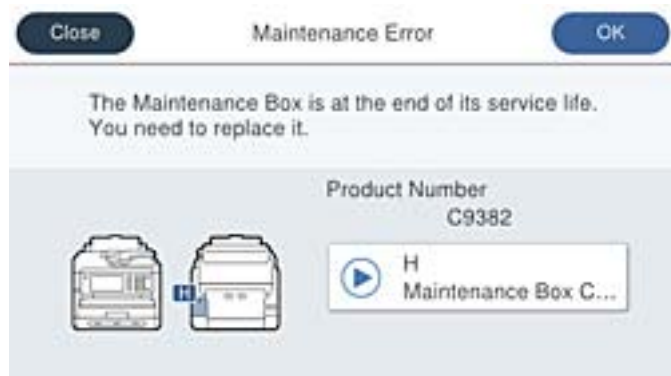 Close
Maintenance Error
OK
The Maintenance Box is at the end of its service life.
You need to replace it.
Product Number
C9382
H
H
Maintenance Box C...